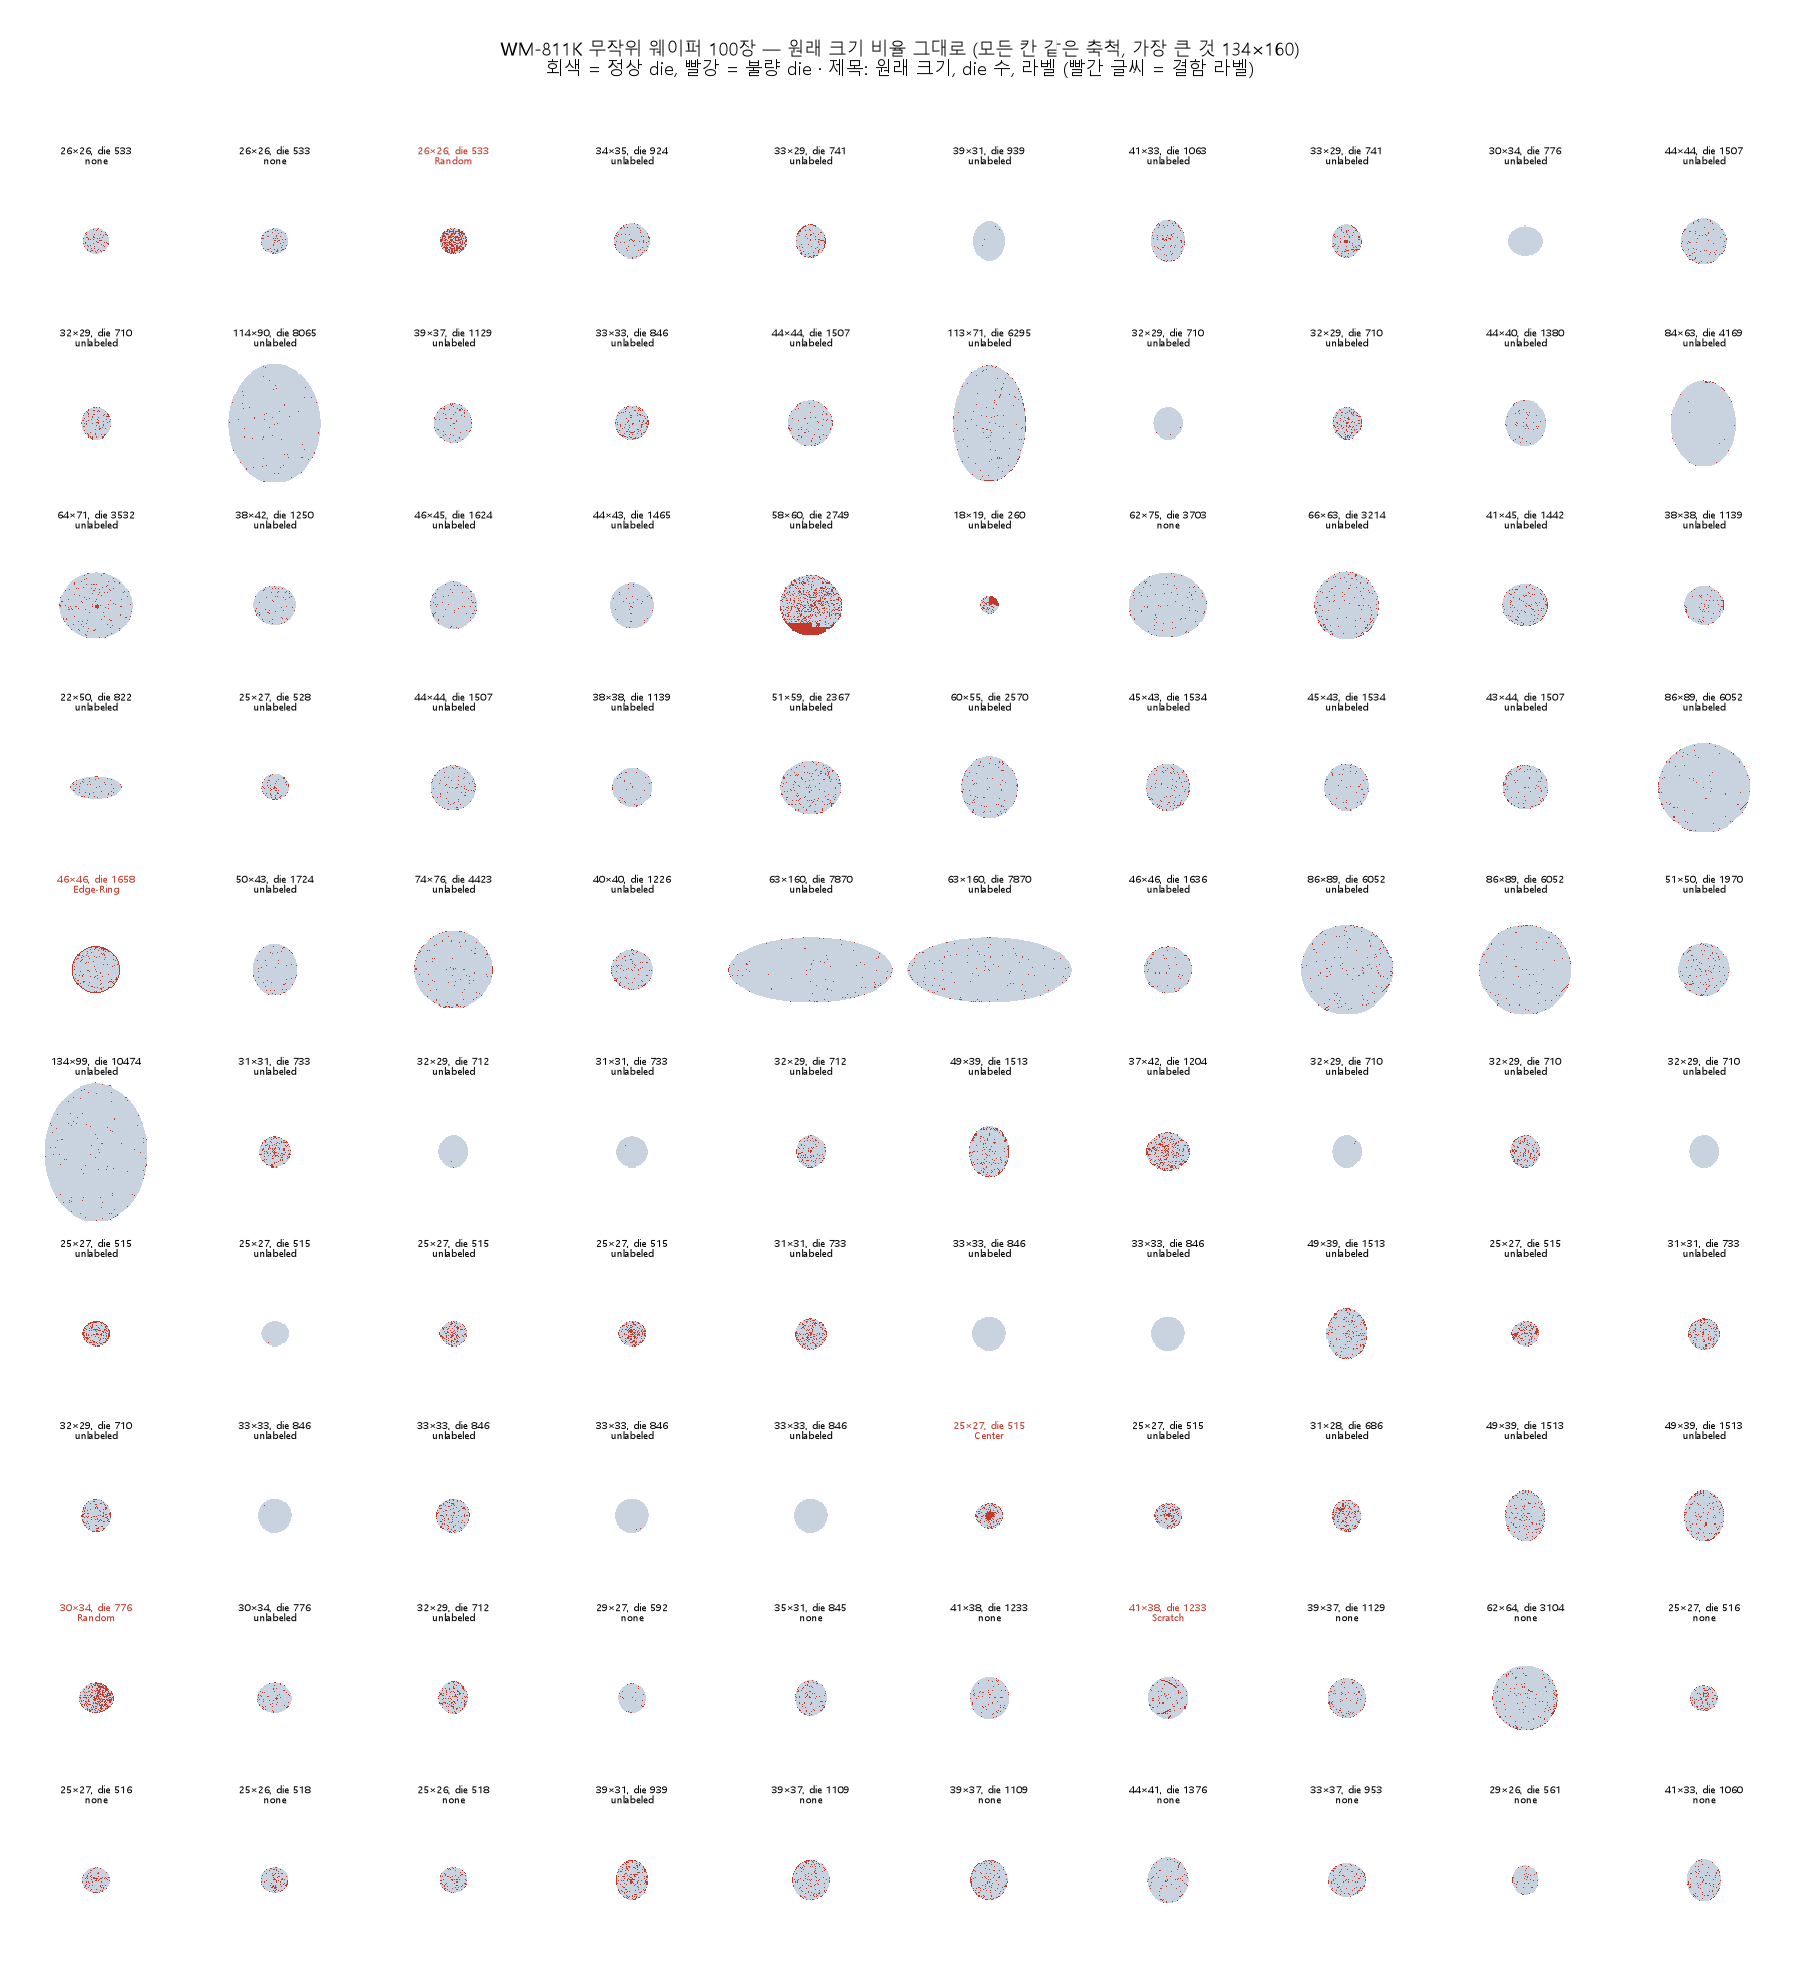 WM-811K 무작위 웨이퍼 100장 — 원래 크기 비율 그대로 (모든 칸 같은 축척, 가장 큰 것 134×160)
회색 = 정상 die, 빨강 = 불량 die · 제목: 원래 크기, die 수, 라벨 (빨간 글씨 = 결함 라벨)
26×26, die 533
none
26×26, die 533
none
26×26, die 533
Random
34×35, die 924
unlabeled
33×29, die 741
unlabeled
39×31, die 939
unlabeled
41×33, die 1063
unlabeled
33×29, die 741
unlabeled
30×34, die 776
unlabeled
44×44, die 1507
unlabeled
32×29, die 710
unlabeled
114×90, die 8065
unlabeled
39×37, die 1129
unlabeled
33×33, die 846
unlabeled
44×44, die 1507
unlabeled
113×71, die 6295
unlabeled
32×29, die 710
unlabeled
32×29, die 710
unlabeled
44×40, die 1380
unlabeled
84×63, die 4169
unlabeled
64×71, die 3532
unlabeled
38×42, die 1250
unlabeled
46×45, die 1624
unlabeled
44×43, die 1465
unlabeled
58×60, die 2749
unlabeled
18×19, die 260
unlabeled
62×75, die 3703
none
66×63, die 3214
unlabeled
41×45, die 1442
unlabeled
38×38, die 1139
unlabeled
22×50, die 822
unlabeled
25×27, die 528
unlabeled
44×44, die 1507
unlabeled
38×38, die 1139
unlabeled
51×59, die 2367
unlabeled
60×55, die 2570
unlabeled
45×43, die 1534
unlabeled
45×43, die 1534
unlabeled
43×44, die 1507
unlabeled
86×89, die 6052
unlabeled
46×46, die 1658
Edge-Ring
50×43, die 1724
unlabeled
74×76, die 4423
unlabeled
40×40, die 1226
unlabeled
63×160, die 7870
unlabeled
63×160, die 7870
unlabeled
46×46, die 1636
unlabeled
86×89, die 6052
unlabeled
86×89, die 6052
unlabeled
51×50, die 1970
unlabeled
134×99, die 10474
unlabeled
31×31, die 733
unlabeled
32×29, die 712
unlabeled
31×31, die 733
unlabeled
32×29, die 712
unlabeled
49×39, die 1513
unlabeled
37×42, die 1204
unlabeled
32×29, die 710
unlabeled
32×29, die 710
unlabeled
32×29, die 710
unlabeled
25×27, die 515
unlabeled
25×27, die 515
unlabeled
25×27, die 515
unlabeled
25×27, die 515
unlabeled
31×31, die 733
unlabeled
33×33, die 846
unlabeled
33×33, die 846
unlabeled
49×39, die 1513
unlabeled
25×27, die 515
unlabeled
31×31, die 733
unlabeled
32×29, die 710
unlabeled
33×33, die 846
unlabeled
33×33, die 846
unlabeled
33×33, die 846
unlabeled
33×33, die 846
unlabeled
25×27, die 515
Center
25×27, die 515
unlabeled
31×28, die 686
unlabeled
49×39, die 1513
unlabeled
49×39, die 1513
unlabeled
30×34, die 776
Random
30×34, die 776
unlabeled
32×29, die 712
unlabeled
29×27, die 592
none
35×31, die 845
none
41×38, die 1233
none
41×38, die 1233
Scratch
39×37, die 1129
none
62×64, die 3104
none
25×27, die 516
none
25×27, die 516
none
25×26, die 518
none
25×26, die 518
none
39×31, die 939
unlabeled
39×37, die 1109
none
39×37, die 1109
none
44×41, die 1376
none
33×37, die 953
none
29×26, die 561
none
41×33, die 1060
none